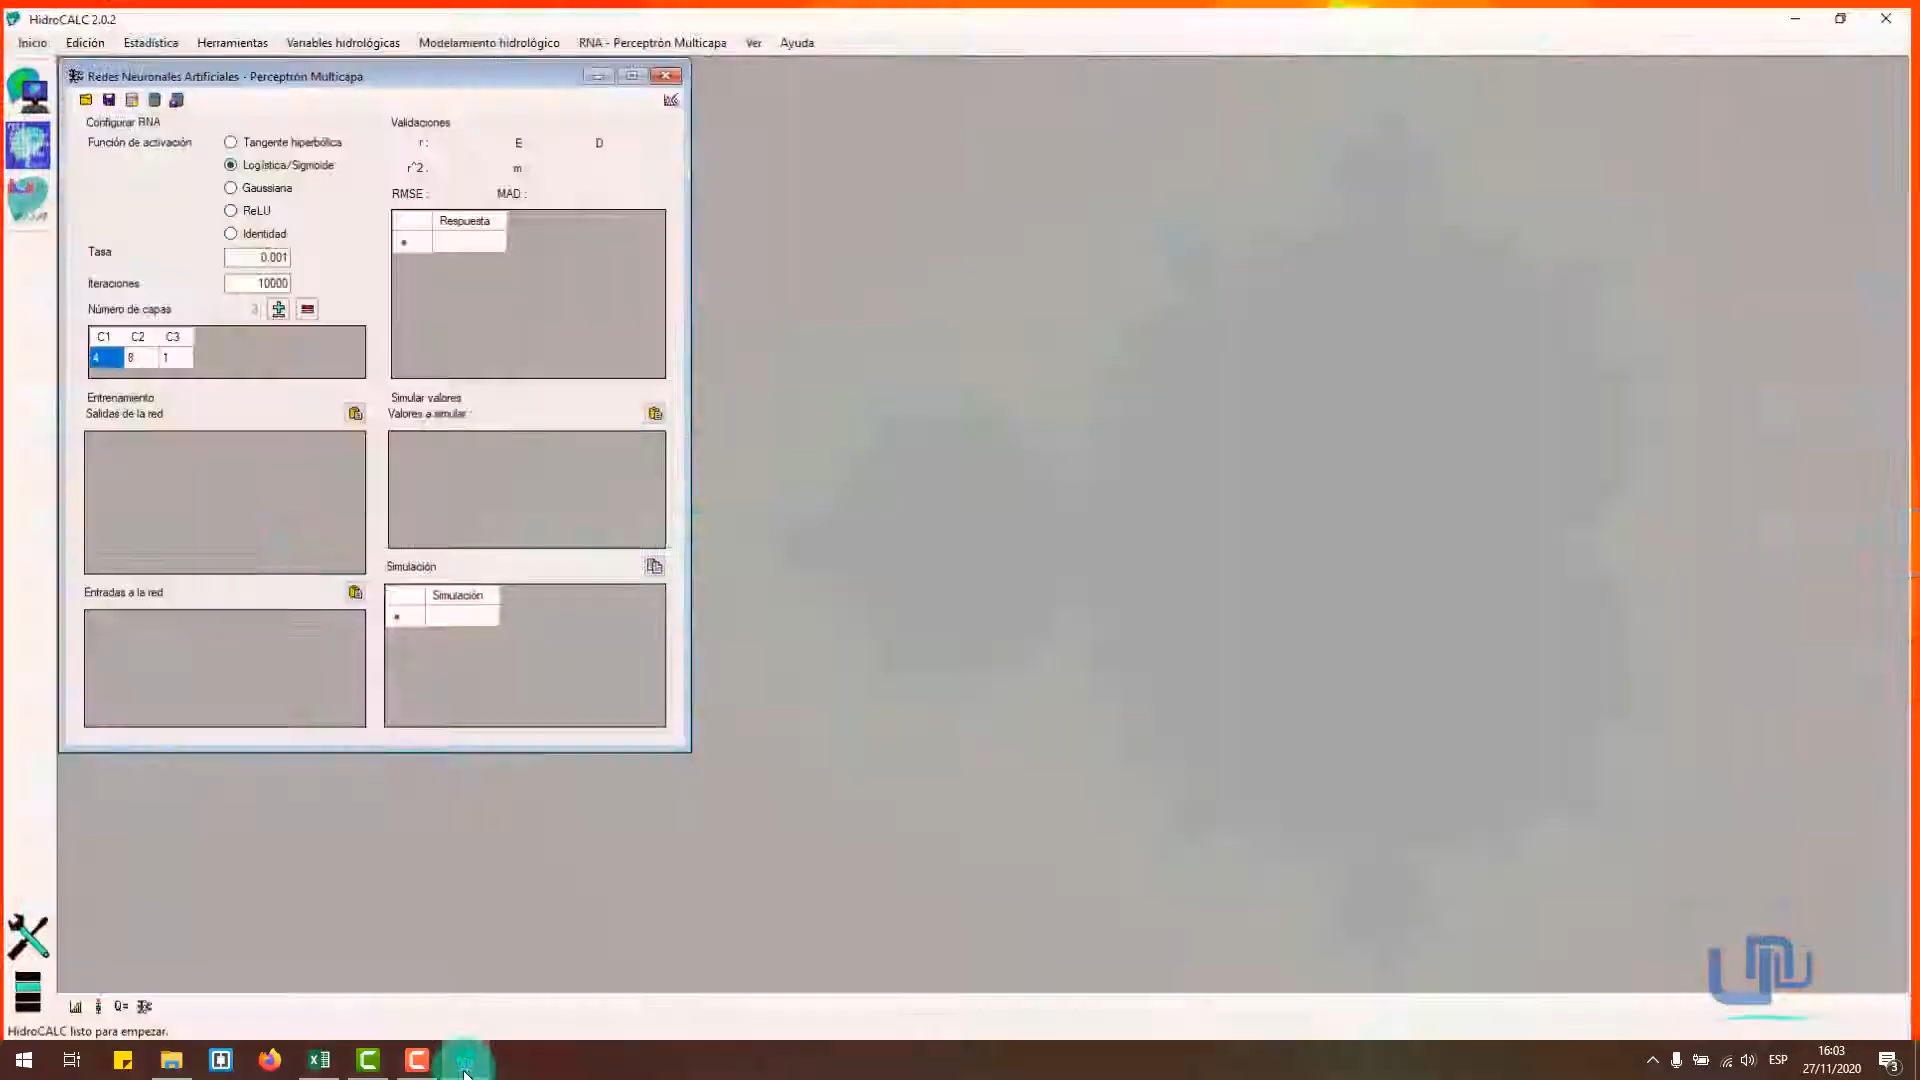 HidroCALC 2.0.2
Inicio Edición Estadística Herramientas Variables hidrológicas Modelamiento hidrológico RNA - Perceptrón Multicapa Ver Ayuda
Redes Neuronales Artificiales - Perceptrón Multicapa
Configurar RNA
Función de activación
Tangente hiperbólica
Logística/Sigmoide
Gaussiana
ReLU
Identidad
Tasa 0.001
Iteraciones 10000
Número de capas 3
C1 C2 C3
4 8 1
Validaciones
r : E D
r^2 : m
RMSE : MAD :
Respuesta
Entrenamiento
Salidas de la red
Simular valores
Valores a simular :
Entradas a la red
Simulación
Simulación
Q=
HidroCALC listo para empezar.
ESP
16:03
27/11/2020
3